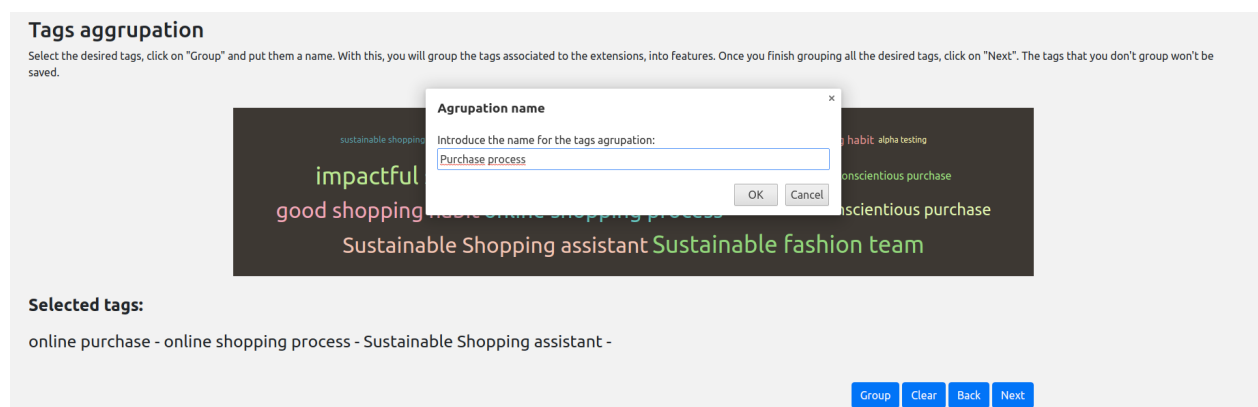 Tags aggrupation
Select the desired tags, click on "Group" and put them a name. With this, you will group the tags associated to the extensions, into features. Once you finish grouping all the desired tags, click on "Next". The tags that you don't group won't be
saved.
Agrupation name ×
Introduce the name for the tags agrupation:
Purchase process
OK Cancel
sustainable shopping habit alpha testing
impactful conscientious purchase
good shopping habit online shopping process conscientious purchase
Sustainable Shopping assistant Sustainable fashion team
Selected tags:
online purchase - online shopping process - Sustainable Shopping assistant -
Group Clear Back Next